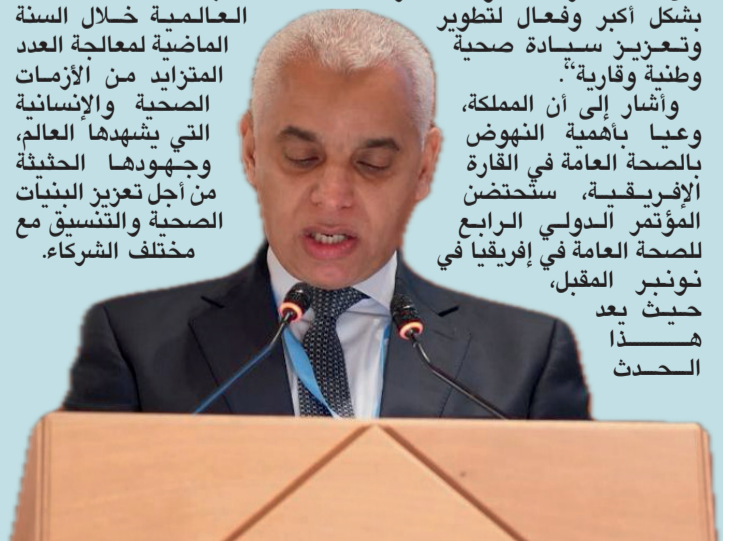 بشكل أكبر وفعال لتطوير
وتعزيز سيادة صحية
وطنية وقارية“.
وأشار إلى أن المملكة،
وعيا بأهمية النهوض
بالصحة العامة في القارة
الإفريقية، ستحتضن
المؤتمر الدولي الرابع
للصحة العامة في إفريقيا في
نونبر المقبل،
حيث يعد
هذا
الحدث
العالمية خلال السنة
الماضية لمعالجة العدد
المتزايد من الأزمات
الصحية والإنسانية
التي يشهدها العالم،
وجهودها الحثيثة
من أجل تعزيز البنيات
الصحية والتنسيق مع
مختلف الشركاء.